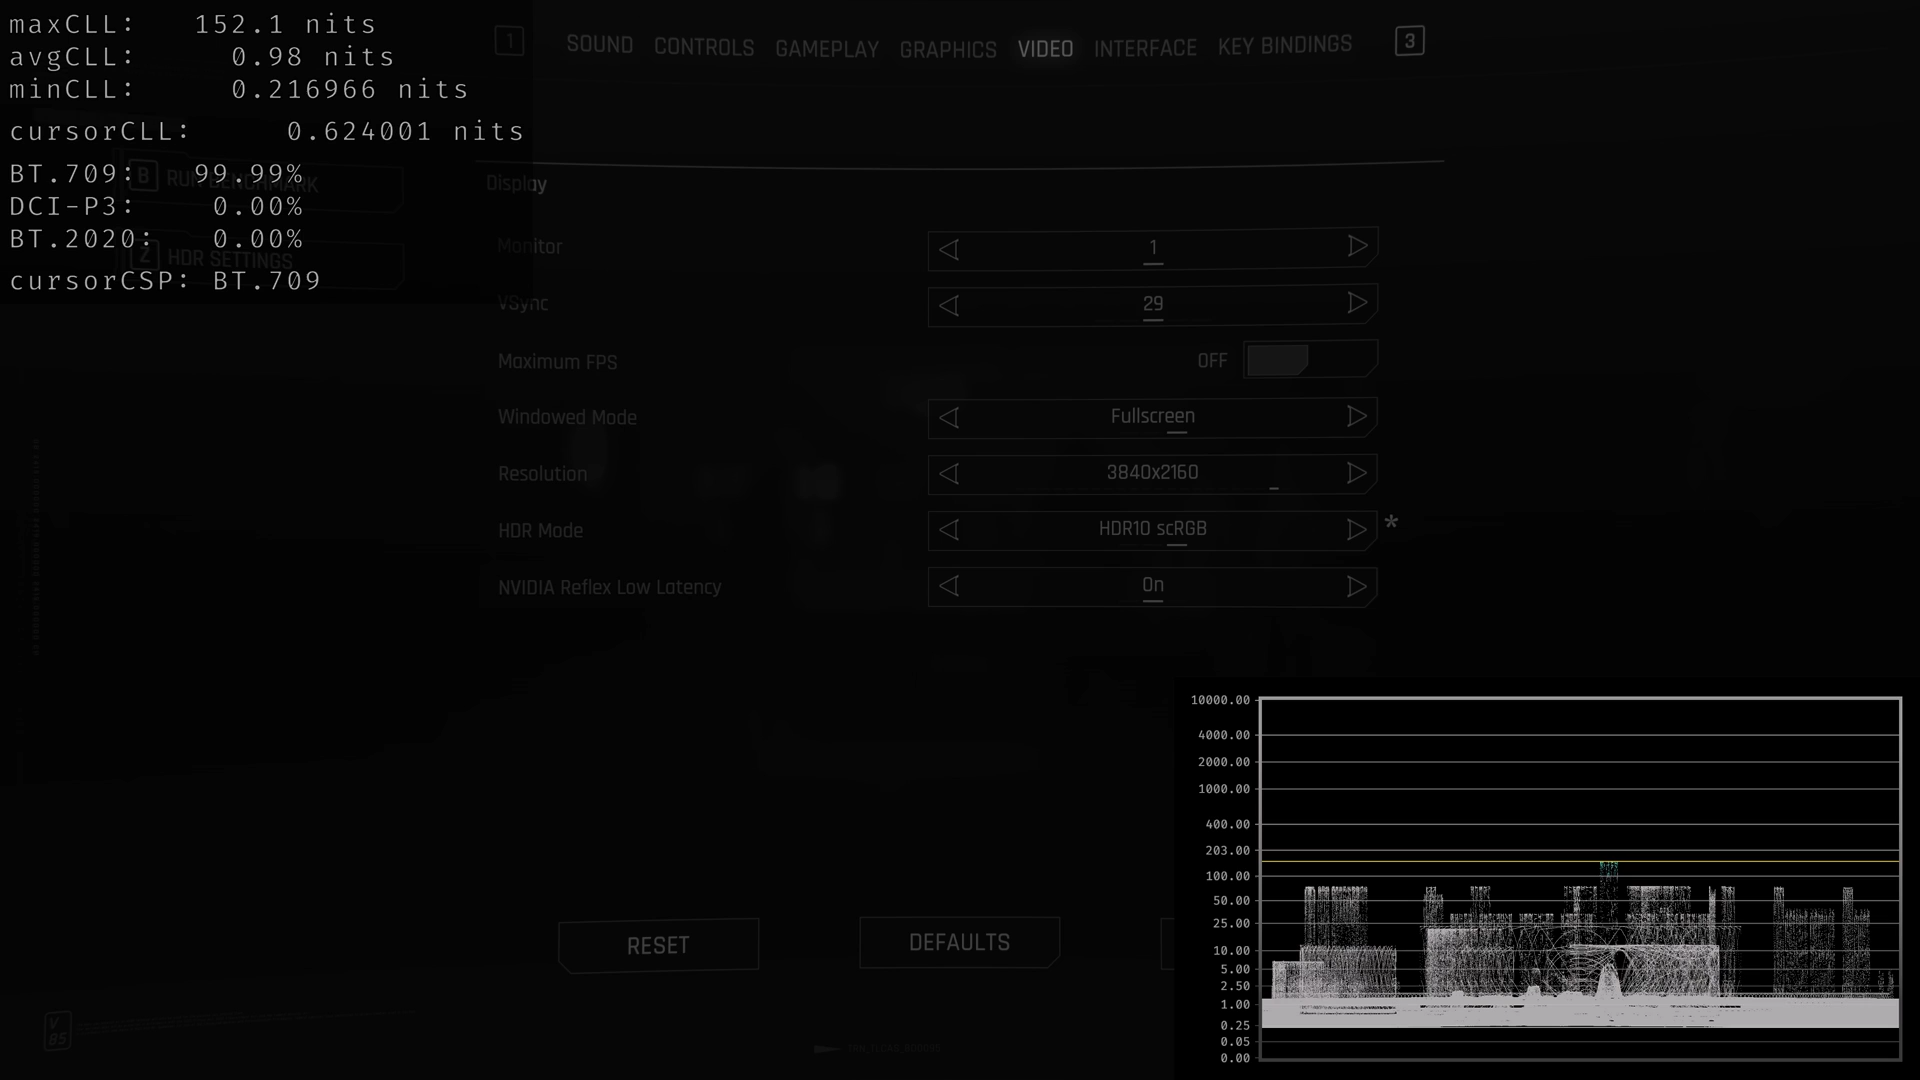 maxCLL: 152.1 nits
avgCLL: 0.98 nits
minCLL: 0.216966 nits
cursorCLL: 0.624001 nits
BT.709: 99.99%
DCI-P3: 0.00%
BT.2020: 0.00%
cursorCSP: BT.709
1 SOUND CONTROLS GAMEPLAY GRAPHICS VIDEO INTERFACE KEY BINDINGS 3
B RUN BENCHMARK
Z HDR SETTINGS
Display
Monitor 1
VSync 29
Maximum FPS OFF
Windowed Mode Fullscreen
Resolution 3840x2160
HDR Mode HDR10 scRGB *
NVIDIA Reflex Low Latency On
RESET DEFAULTS
V
85
10000.00
4000.00
2000.00
1000.00
400.00
203.00
100.00
50.00
25.00
10.00
5.00
2.50
1.00
0.25
0.05
0.00